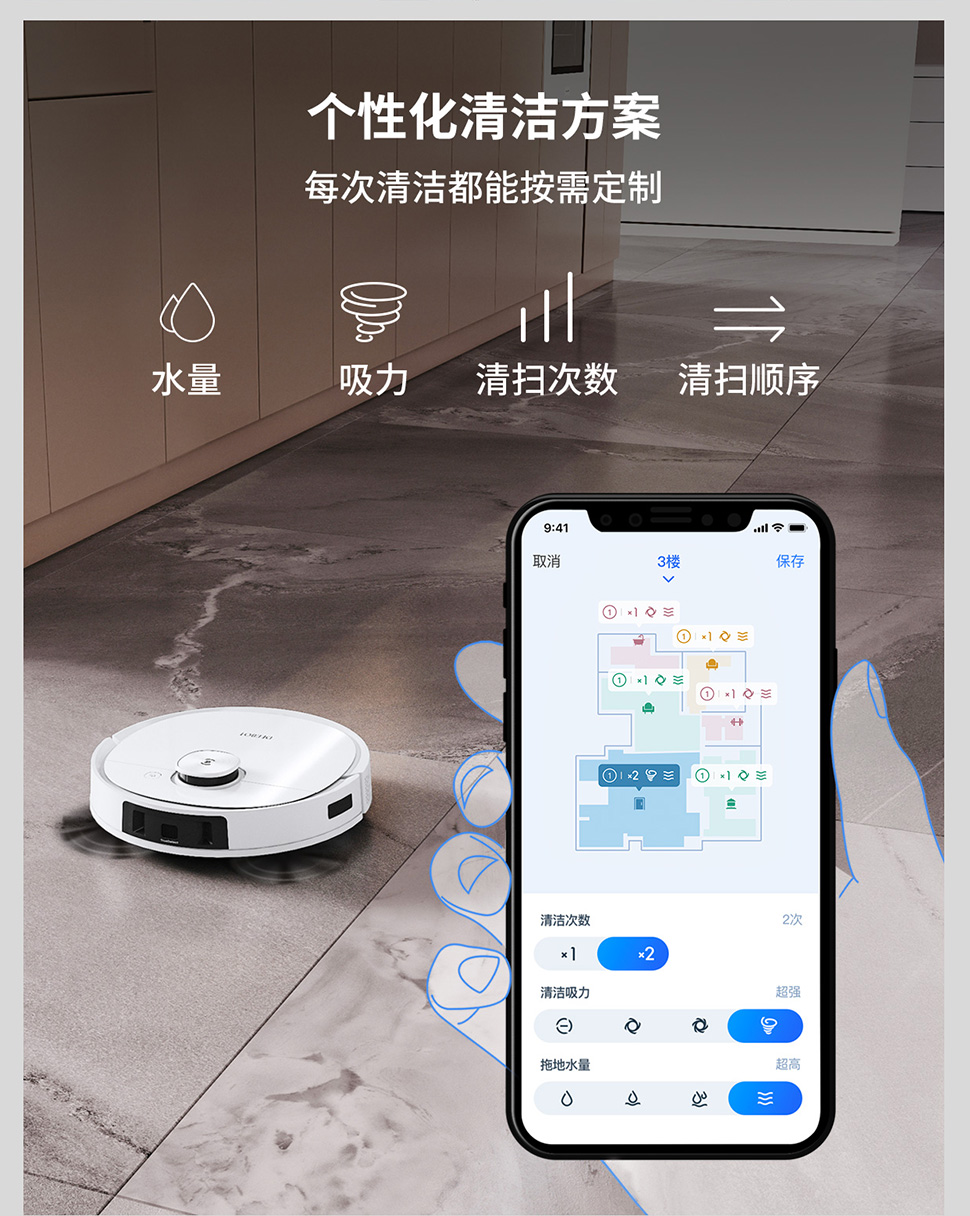 个性化清洁方案
每次清洁都能按需定制
水量
吸力
清扫次数
清扫顺序
9:41
取消
3楼
保存
1 ×1
1 ×1
1 ×1
1 ×1
1 ×2
1 ×1
清洁次数
2次
×1
×2
清洁吸力
超强
拖地水量
超高